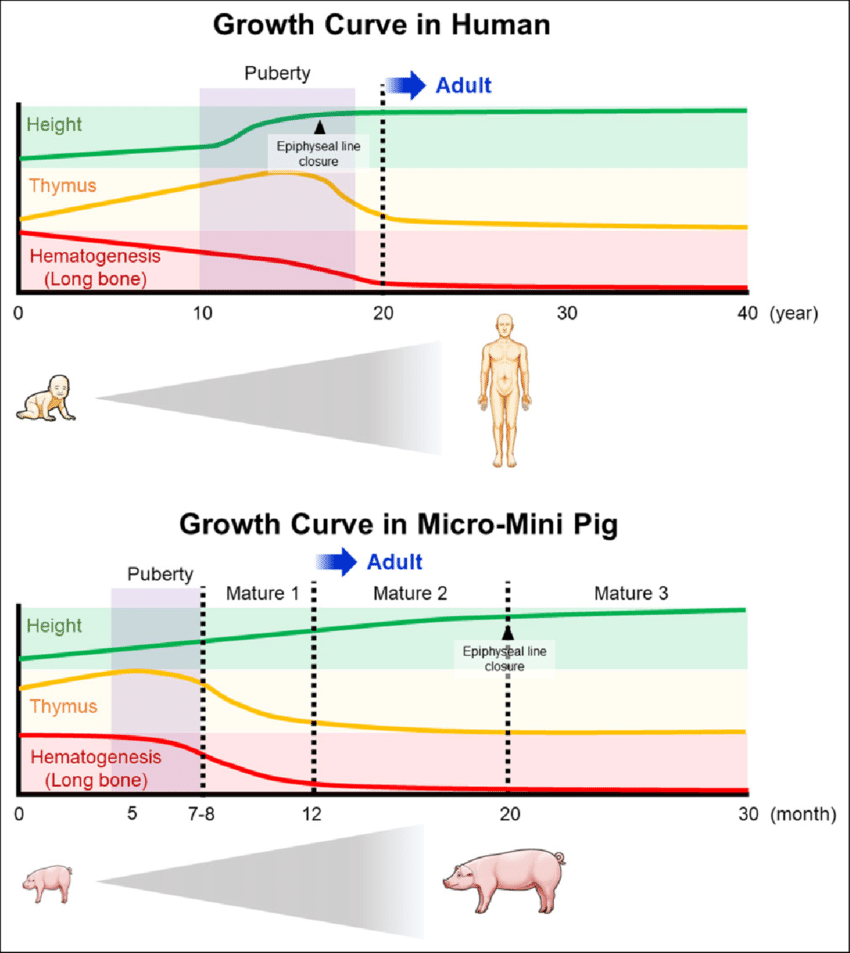 Growth Curve in Human
Puberty
Adult
Height
Epiphyseal line
closure
Thymus
Hematogenesis
(Long bone)
0 10 20 30 40 (year)
Growth Curve in Micro-Mini Pig
Adult
Puberty
Mature 1 Mature 2 Mature 3
Height
Epiphyseal line
closure
Thymus
Hematogenesis
(Long bone)
0 5 7-8 12 20 30 (month)